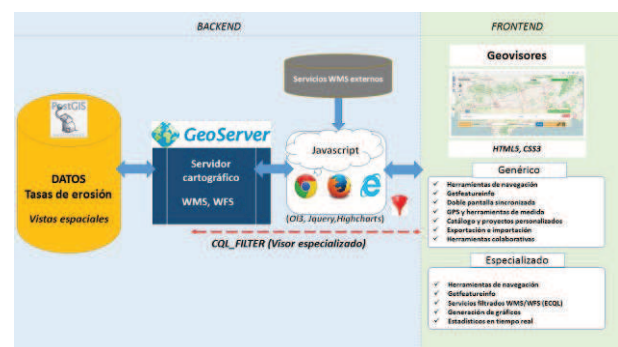 BACKEND
FRONTEND
Servicios WMS externos
PostGIS
DATOS
Tasas de erosión
Vistas espaciales
GeoServer
Servidor
cartográfico
WMS, WFS
Javascript
(Ol3, Jquery,Highcharts)
CQL_FILTER (Visor especializado)
Geovisores
HTML5, CSS3
Genérico
Herramientas de navegación
Getfeatureinfo
Doble pantalla sincronizada
GPS y herramientas de medida
Catálogo y proyectos personalizados
Exportación e importación
Herramientas colaborativas
Especializado
Herramientas de navegación
Getfeatureinfo
Servicios filtrados WMS/WFS (ECQL)
Generación de gráficos
Estadísticos en tiempo real